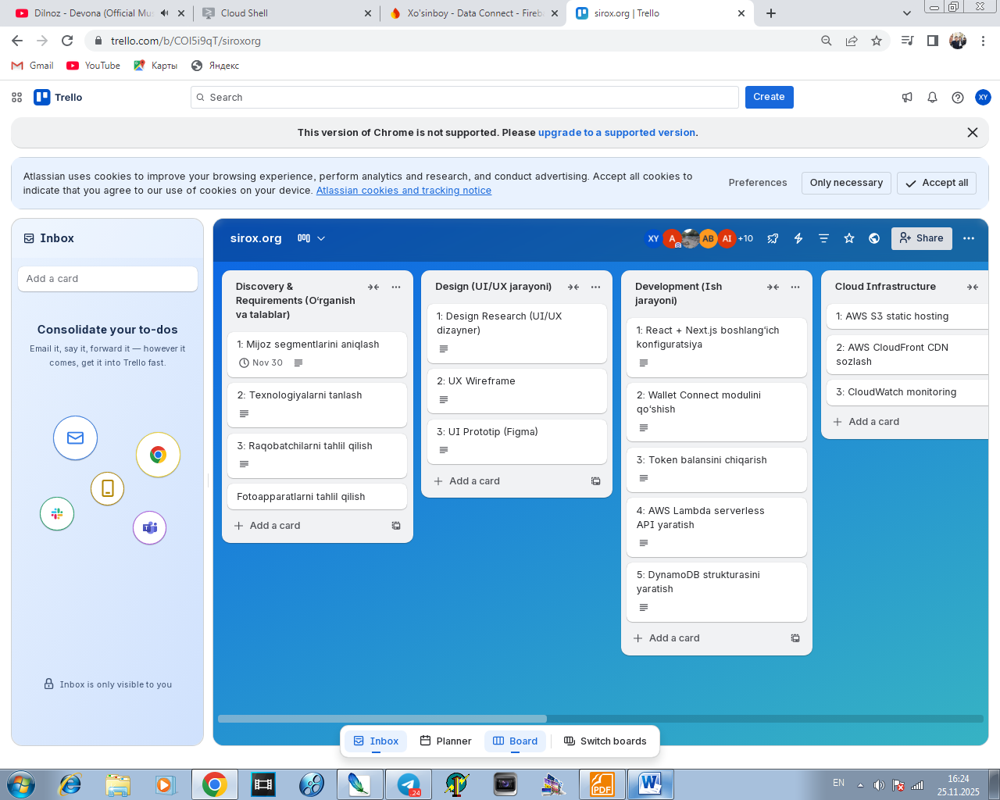 Dilnoz - Devona (Official Mus
Cloud Shell
Xo'sinboy - Data Connect - Fireba
sirox.org | Trello
trello.com/b/COI5i9qT/siroxorg
Gmail
YouTube
Карты
Яндекс
Trello
Search
Create
XY
This version of Chrome is not supported. Please upgrade to a supported version.
Atlassian uses cookies to improve your browsing experience, perform analytics and research, and conduct advertising. Accept all cookies to
indicate that you agree to our use of cookies on your device. Atlassian cookies and tracking notice
Preferences
Only necessary
Accept all
Inbox
Add a card
Consolidate your to-dos
Email it, say it, forward it — however it
comes, get it into Trello fast.
Inbox is only visible to you
sirox.org
XY
A
AB
AI
+10
Share
Discovery &
Requirements (Oʻrganish
va talablar)
1: Mijoz segmentlarini aniqlash
Nov 30
2: Texnologiyalarni tanlash
3: Raqobatchilarni tahlil qilish
Fotoapparatlarni tahlil qilish
Add a card
Design (UI/UX jarayoni)
1: Design Research (UI/UX
dizayner)
2: UX Wireframe
3: UI Prototip (Figma)
Add a card
Development (Ish
jarayoni)
1: React + Next.js boshlangʻich
konfiguratsiya
2: Wallet Connect modulini
qoʻshish
3: Token balansini chiqarish
4: AWS Lambda serverless
API yaratish
5: DynamoDB strukturasini
yaratish
Add a card
Cloud Infrastructure
1: AWS S3 static hosting
2: AWS CloudFront CDN
sozlash
3: CloudWatch monitoring
Add a card
Inbox
Planner
Board
Switch boards
.24
PDF
EN
16:24
25.11.2025